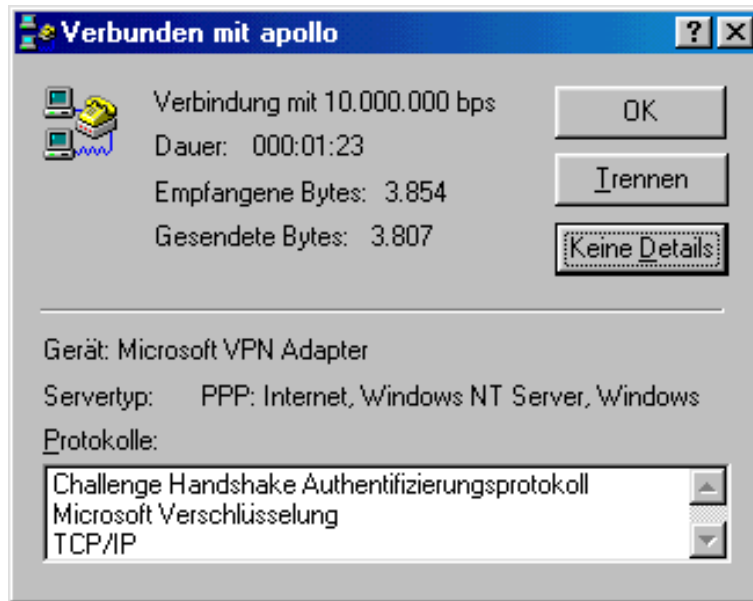 Verbunden mit apollo
Verbindung mit 10.000.000 bps
Dauer: 000:01:23
Empfangene Bytes: 3.854
Gesendete Bytes: 3.807
OK
Trennen
Keine Details
Gerät: Microsoft VPN Adapter
Servertyp: PPP: Internet, Windows NT Server, Windows
Protokolle:
Challenge Handshake Authentifizierungsprotokoll
Microsoft Verschlüsselung
TCP/IP